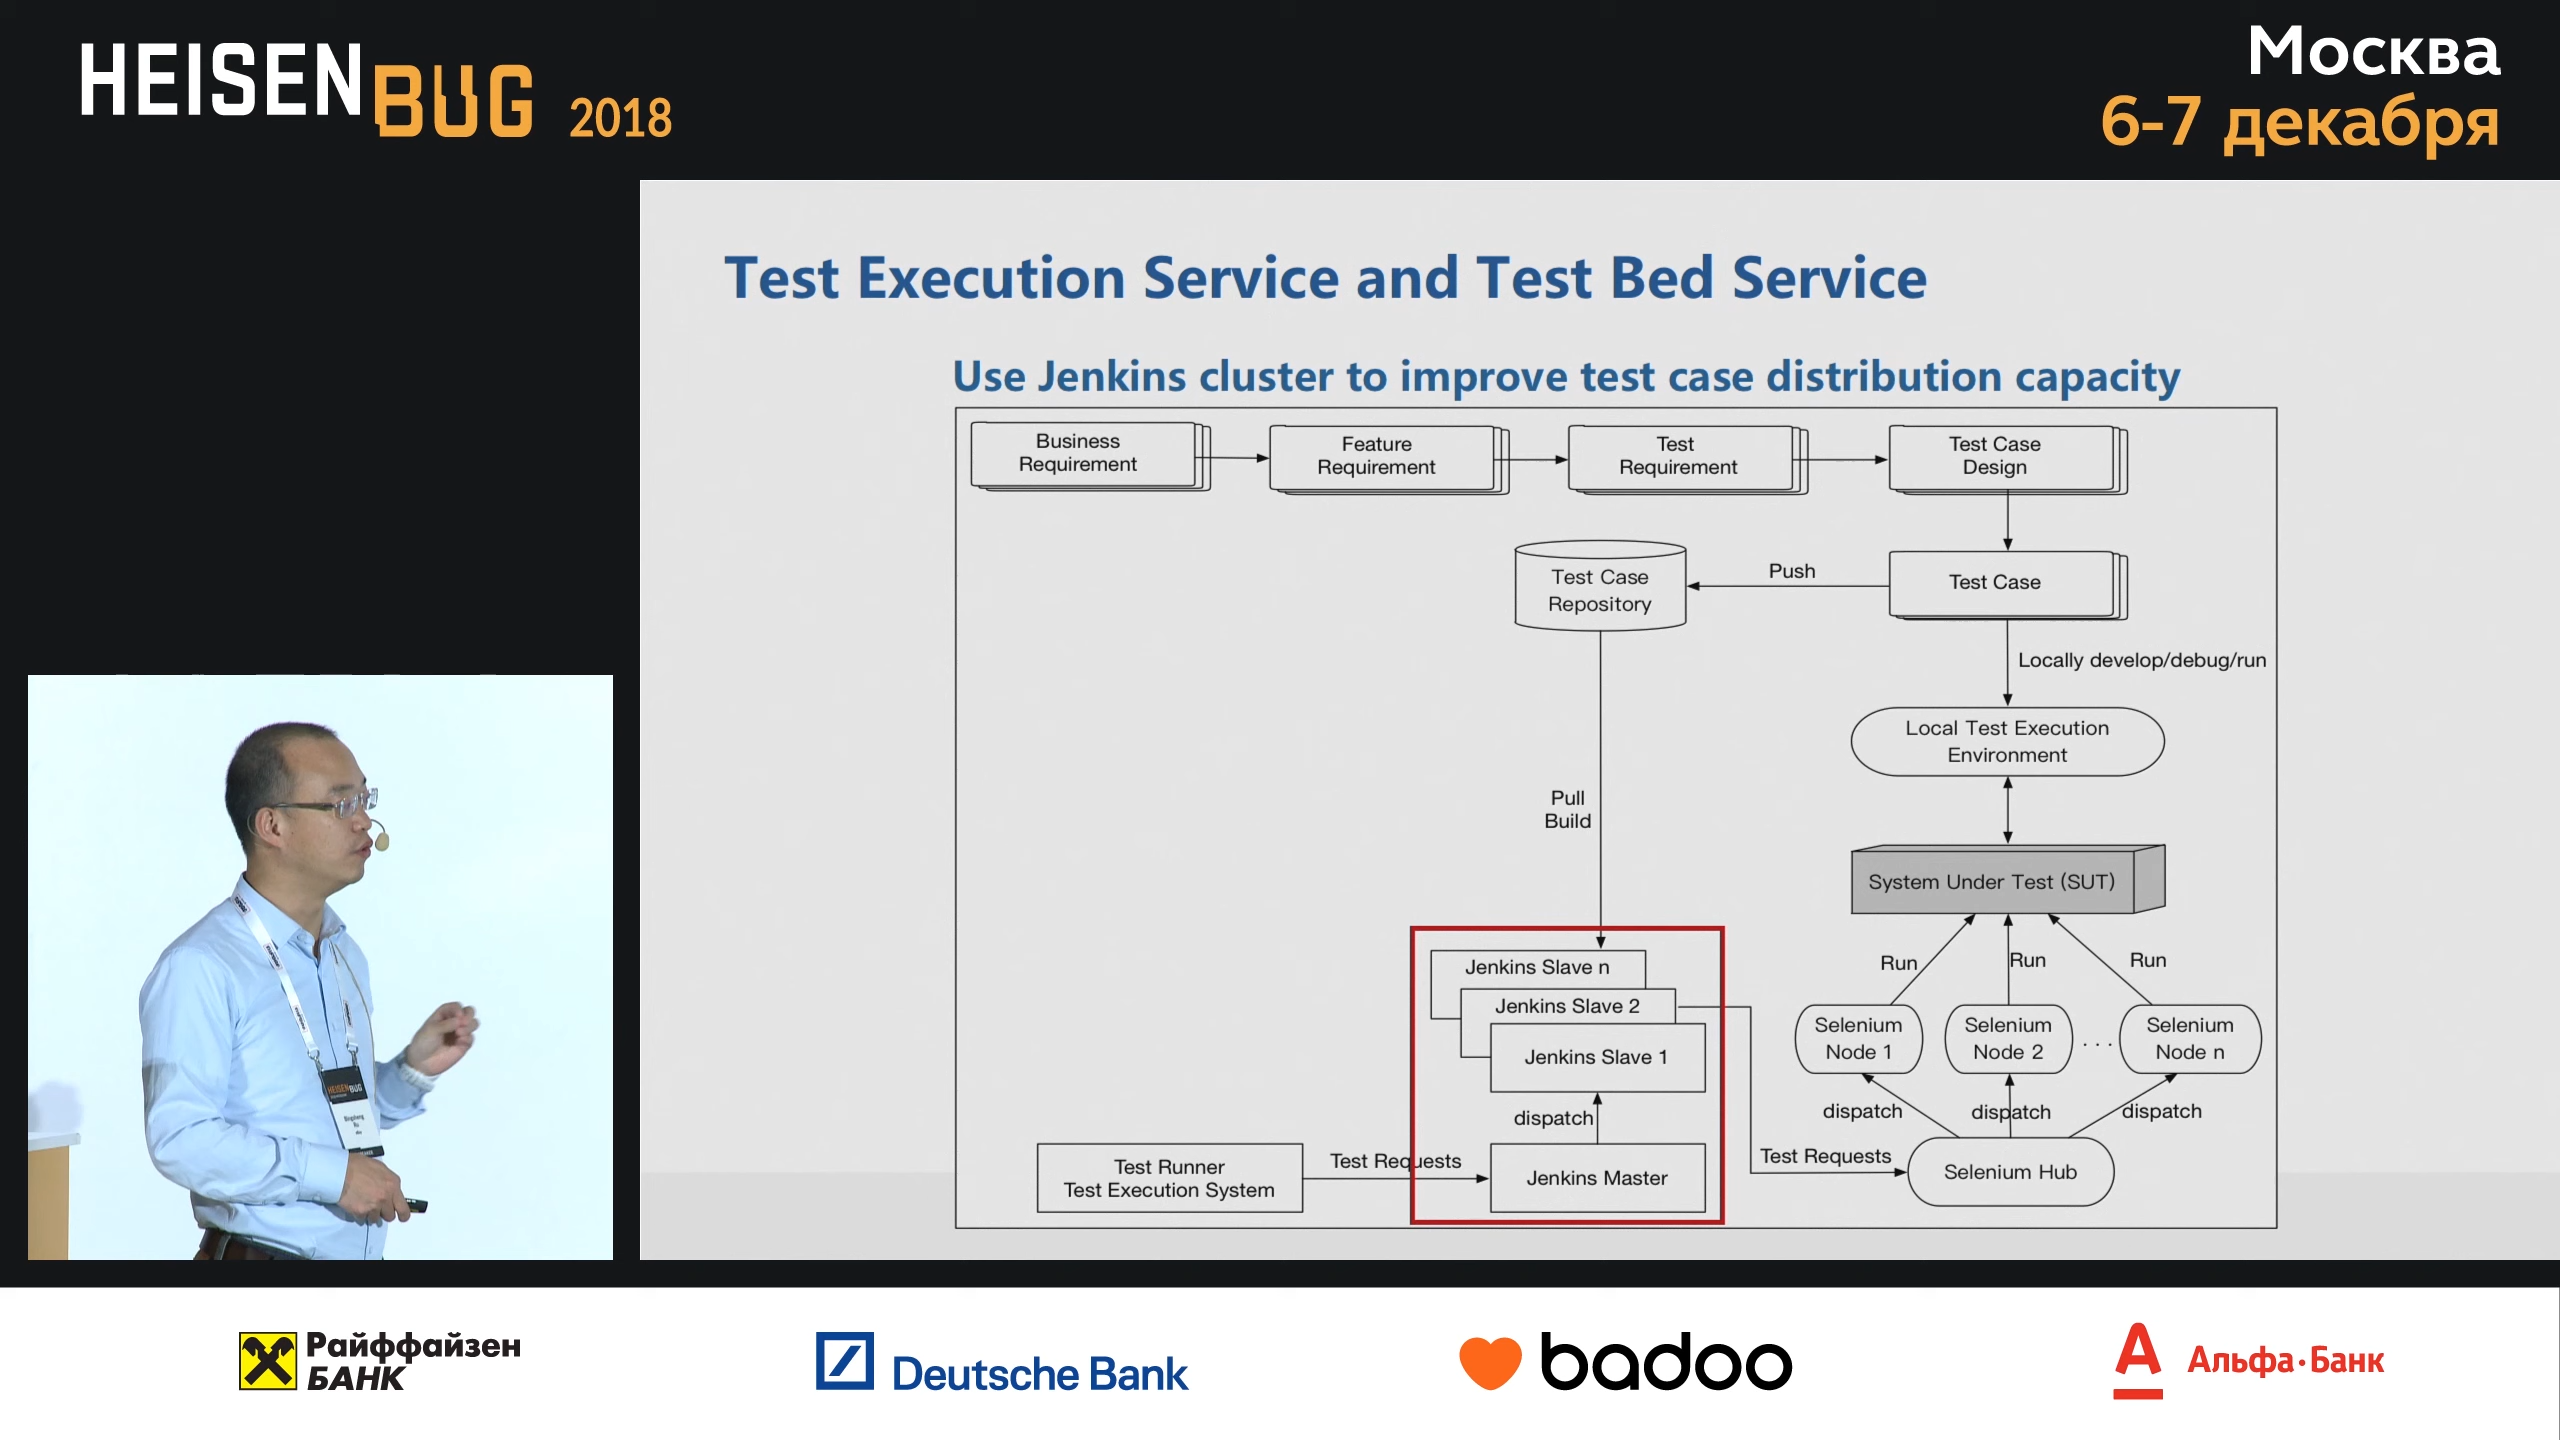 HEISENBUG 2018
Москва
6-7 декабря
Test Execution Service and Test Bed Service
Use Jenkins cluster to improve test case distribution capacity
Business
Requirement
Feature
Requirement
Test
Requirement
Test Case
Design
Test Case
Repository
Push
Test Case
Locally develop/debug/run
Local Test Execution
Environment
Pull
Build
System Under Test (SUT)
Run
Run
Run
Jenkins Slave n
Jenkins Slave 2
Jenkins Slave 1
Selenium
Node 1
Selenium
Node 2
. . .
Selenium
Node n
dispatch
dispatch
dispatch
dispatch
Test Runner
Test Execution System
Test Requests
Jenkins Master
Test Requests
Selenium Hub
HEISENBUG
Райффайзен
БАНК
Deutsche Bank
badoo
Альфа·Банк